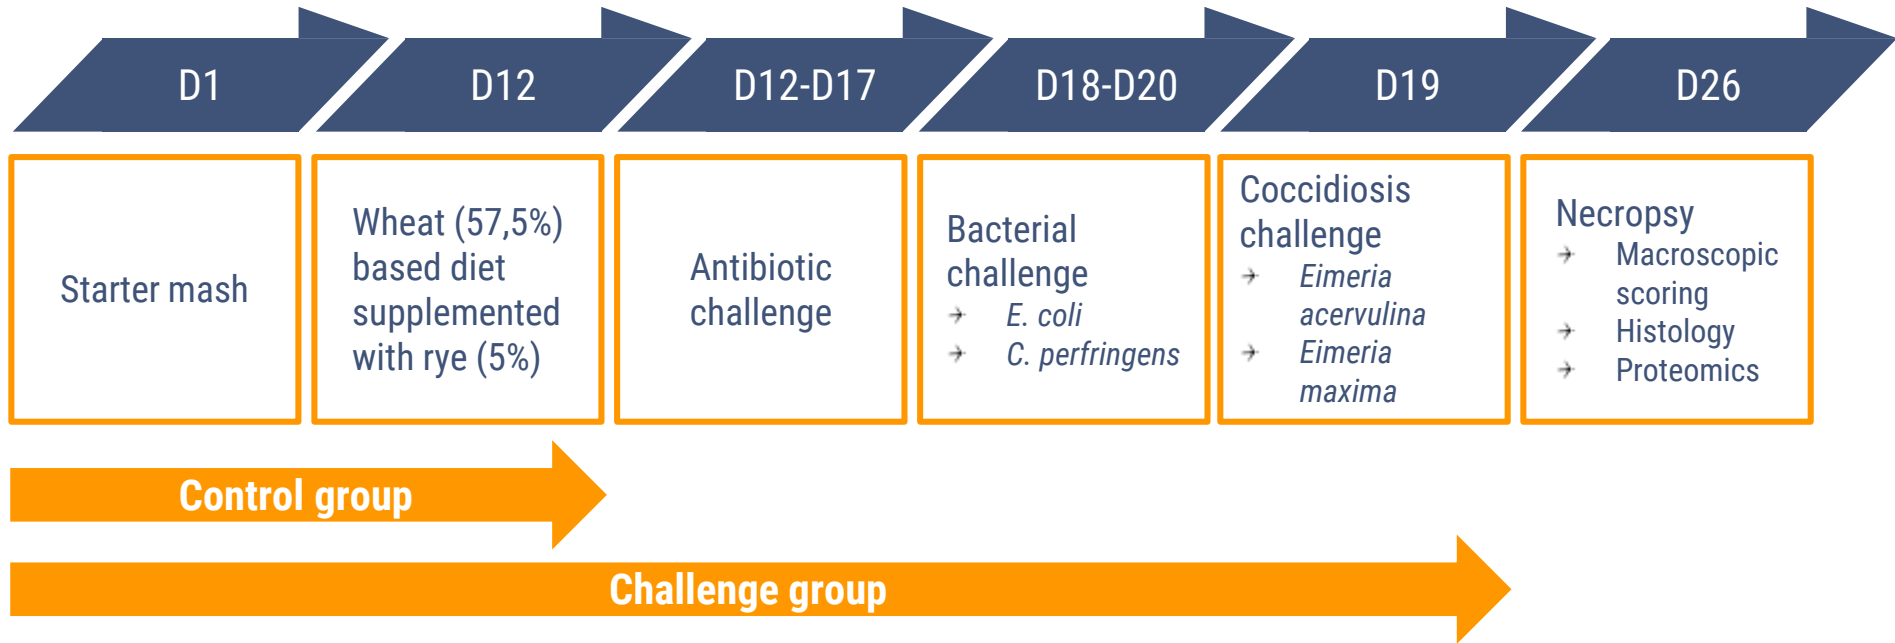 D1
D12
D12-D17
D18-D20
D19
D26
Starter mash
Wheat (57,5%)
based diet
supplemented
with rye (5%)
Antibiotic
challenge
Bacterial
challenge
→ E. coli
→ C. perfringens
Coccidiosis
challenge
→ Eimeria
acervulina
→ Eimeria
maxima
Necropsy
→ Macroscopic
scoring
→ Histology
→ Proteomics
Control group
Challenge group